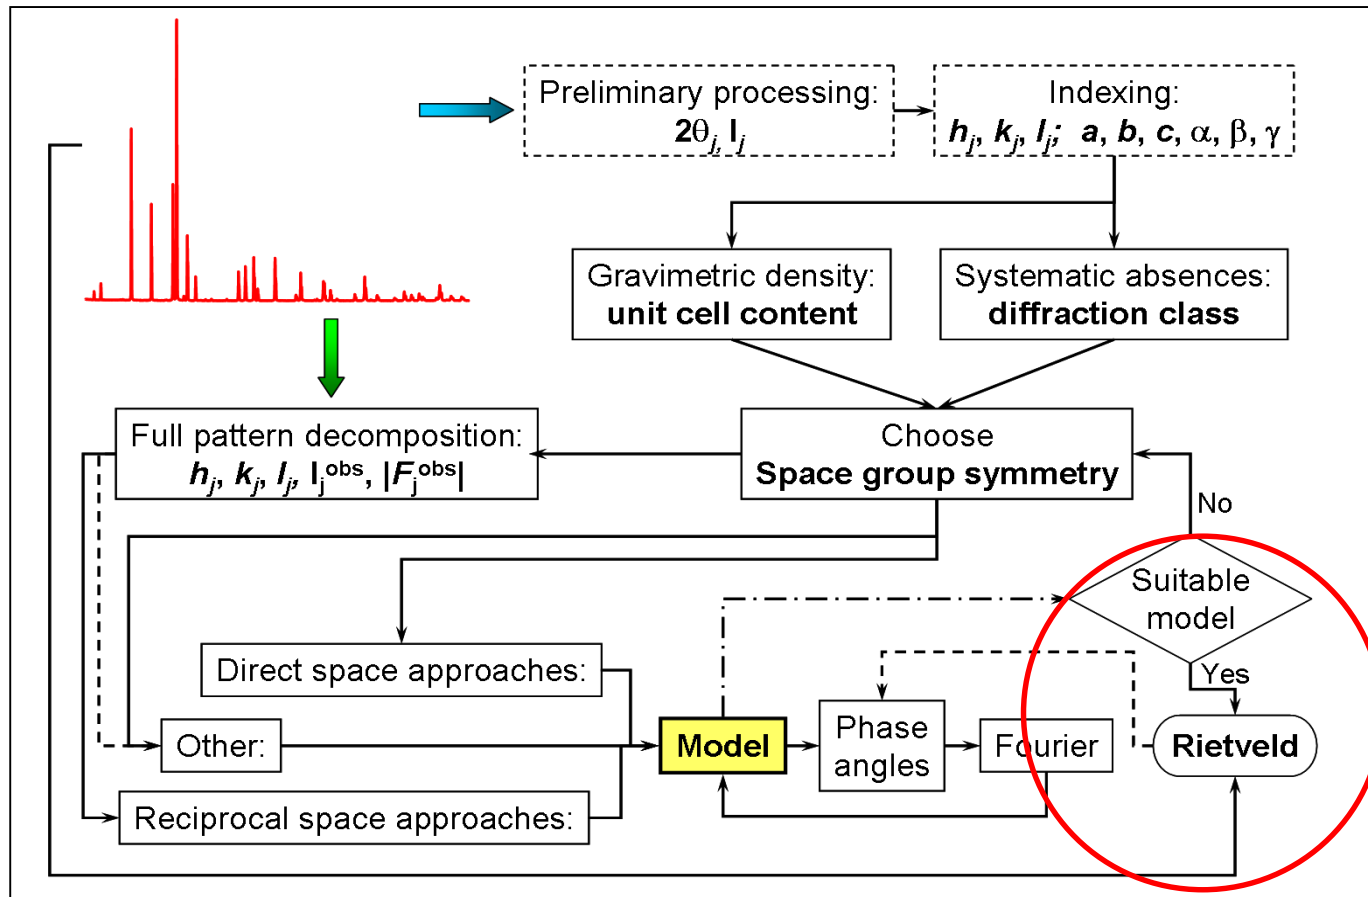 Preliminary processing:
2θj, Ij
Indexing:
hj, kj, lj; a, b, c, α, β, γ
Gravimetric density:
unit cell content
Systematic absences:
diffraction class
Full pattern decomposition:
hj, kj, lj, Ijobs, |Fjobs|
Choose
Space group symmetry
No
Suitable
model
Yes
Direct space approaches:
Other:
Model
Phase
angles
Fourier
Rietveld
Reciprocal space approaches: